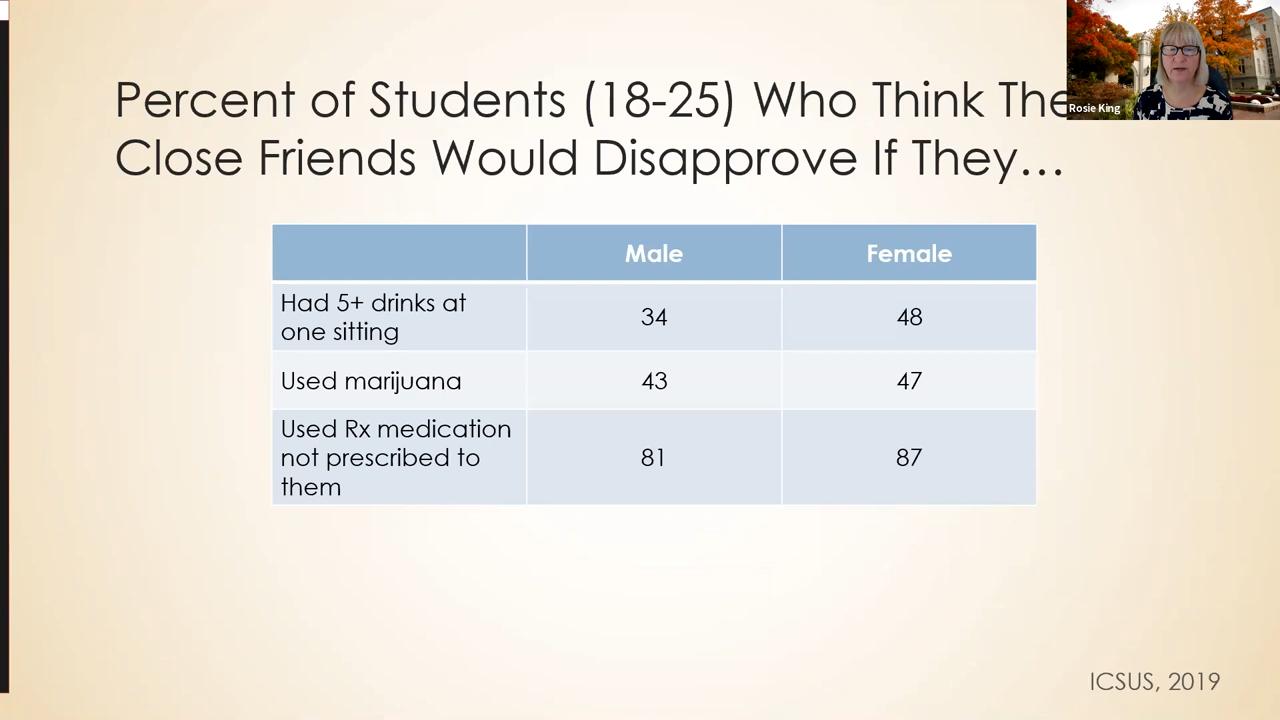 Percent of Students (18-25) Who Think The
Close Friends Would Disapprove If They…
Rosie King
Male Female
Had 5+ drinks at
one sitting
34 48
Used marijuana 43 47
Used Rx medication
not prescribed to
them
81 87
ICSUS, 2019